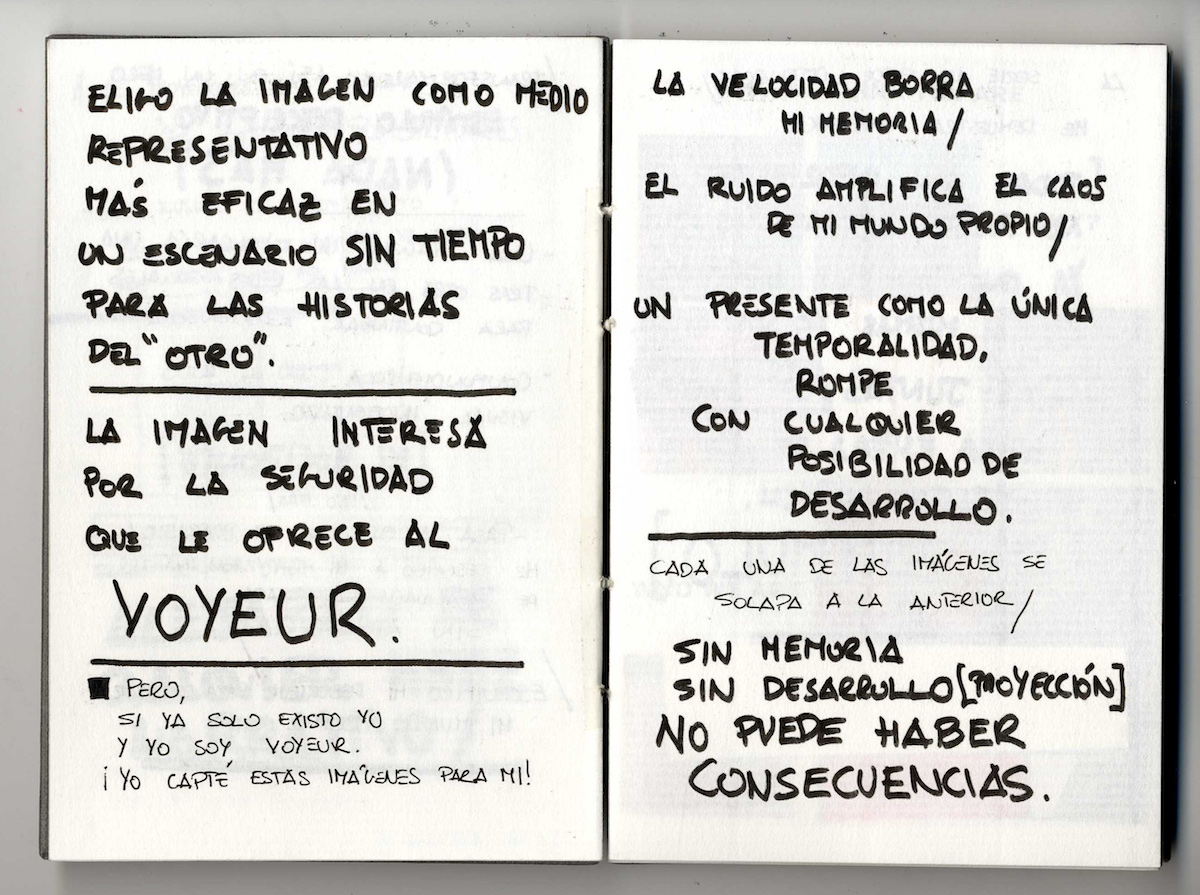 ELIGO LA IMAGEN COMO MEDIO
REPRESENTATIVO
MAS EFICAZ EN
UN ESCENARIO SIN TIEMPO
PARA LAS HISTORIAS
DEL "OTRO".
LA IMAGEN INTERESA
POR LA SEGURIDAD
QUE LE OFRECE AL
VOYEUR.
PERO,
SI YA SOLO EXISTO YO
Y YO SOY VOYEUR.
¡YO CAPTÉ ESTAS IMÁGENES PARA MI!
LA VELOCIDAD BORRA
MI MEMORIA/
EL RUIDO AMPLIFICA EL CAOS
DE MI MUNDO PROPIO/
UN PRESENTE COMO LA ÚNICA
TEMPORALIDAD,
ROMPE
CON CUALQUIER
POSIBILIDAD DE
DESARROLLO.
CADA UNA DE LAS IMÁGENES SE
SOLAPA A LA ANTERIOR/
SIN MEMORIA
SIN DESARROLLO [PROYECCIÓN]
NO PUEDE HABER
CONSECUENCIAS.